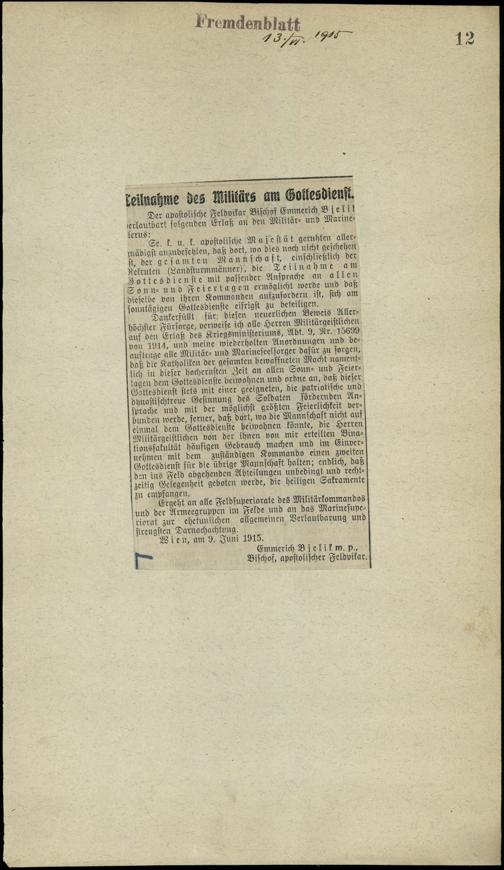 Fremdenblatt
13./VI. 1915
12
Teilnahme des Militärs am Gottesdienst.
Der apostolische Feldvikar Bischof Emmerich Bjelik
verlautbart folgenden Erlaß an den Militär- und Marine-
klerus:
Se. k. u. k. apostolische Majestät geruhten aller-
gnädigst anzubefehlen, daß dort, wo dies noch nicht geschehen
ist, der gesamten Mannschaft, einschließlich der
Rekruten (Landsturmmänner), die Teilnahme am
Gottesdienste mit passender Ansprache an allen
Sonn- und Feiertagen ermöglicht werde und daß
dieselbe von ihren Kommanden aufzufordern ist, sich am
sonntägigen Gottesdienste eifrigst zu beteiligen.
Dankerfüllt für diesen neuerlichen Beweis Aller-
höchster Fürsorge, verweise ich alle Herren Militärgeistlichen
auf den Erlaß des Kriegsministeriums, Abt. 9, Nr. 15699
von 1914, und meine wiederholten Anordnungen und be-
auftrage alle Militär- und Marineseelsorger dafür zu sorgen,
daß die Katholiken der gesamten bewaffneten Macht nament-
lich in dieser hochernsten Zeit an allen Sonn- und Feier-
tagen dem Gottesdienste beiwohnen und ordne an, daß dieser
Gottesdienst stets mit einer geeigneten, die patriotische und
dynastischtreue Gesinnung des Soldaten fördernden An-
sprache und mit der möglichst größten Feierlichkeit ver-
bunden werde, ferner, daß dort, wo die Mannschaft nicht auf
einmal dem Gottesdienste beiwohnen könnte, die Herren
Militärgeistlichen von der ihnen von mir erteilten Bina-
tionsfakultät häufigen Gebrauch machen und im Einver-
nehmen mit dem zuständigen Kommando einen zweiten
Gottesdienst für die übrige Mannschaft halten; endlich, daß
den ins Feld abgehenden Abteilungen unbedingt und recht-
zeitig Gelegenheit geboten werde, die heiligen Sakramente
zu empfangen.
Ergeht an alle Feldsuperiorate des Militärkommandos
und der Armeegruppen im Felde und an das Marinesupe-
riorat zur ehetunlichen allgemeinen Verlautbarung und
strengsten Darnachachtung.
Wien, am 9. Juni 1915.
Emmerich Bjelik m. p.,
Bischof, apostolischer Feldvikar.